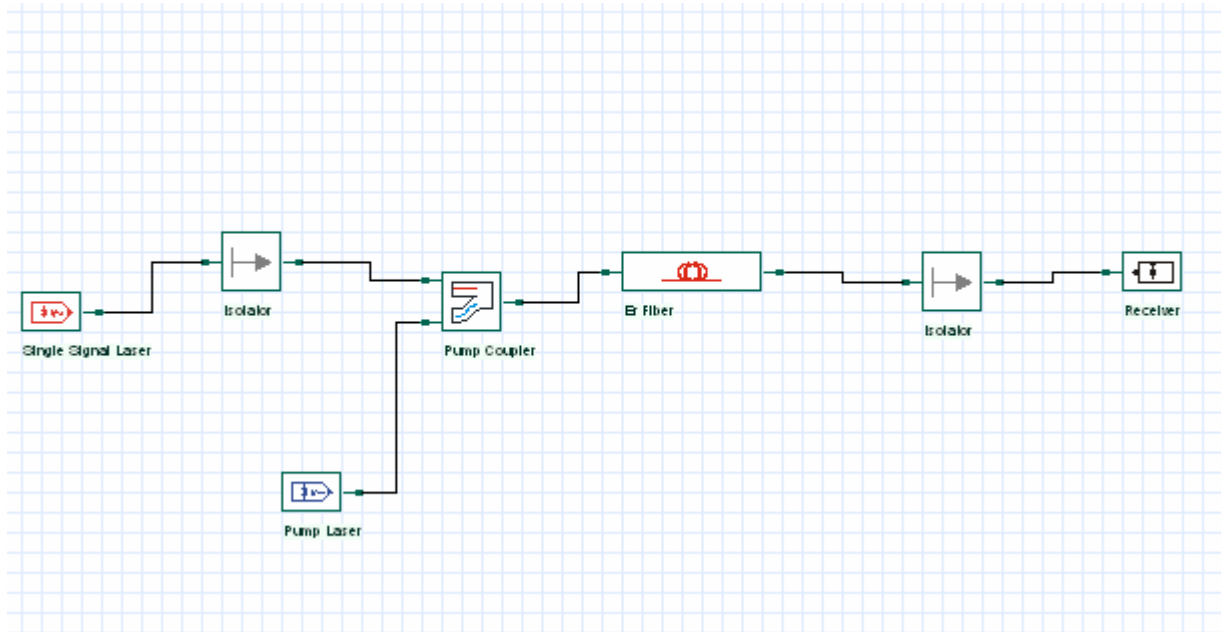 Single Signal Laser
Isolator
Pump Coupler
Pump Laser
Er Fiber
Isolator
Receiver